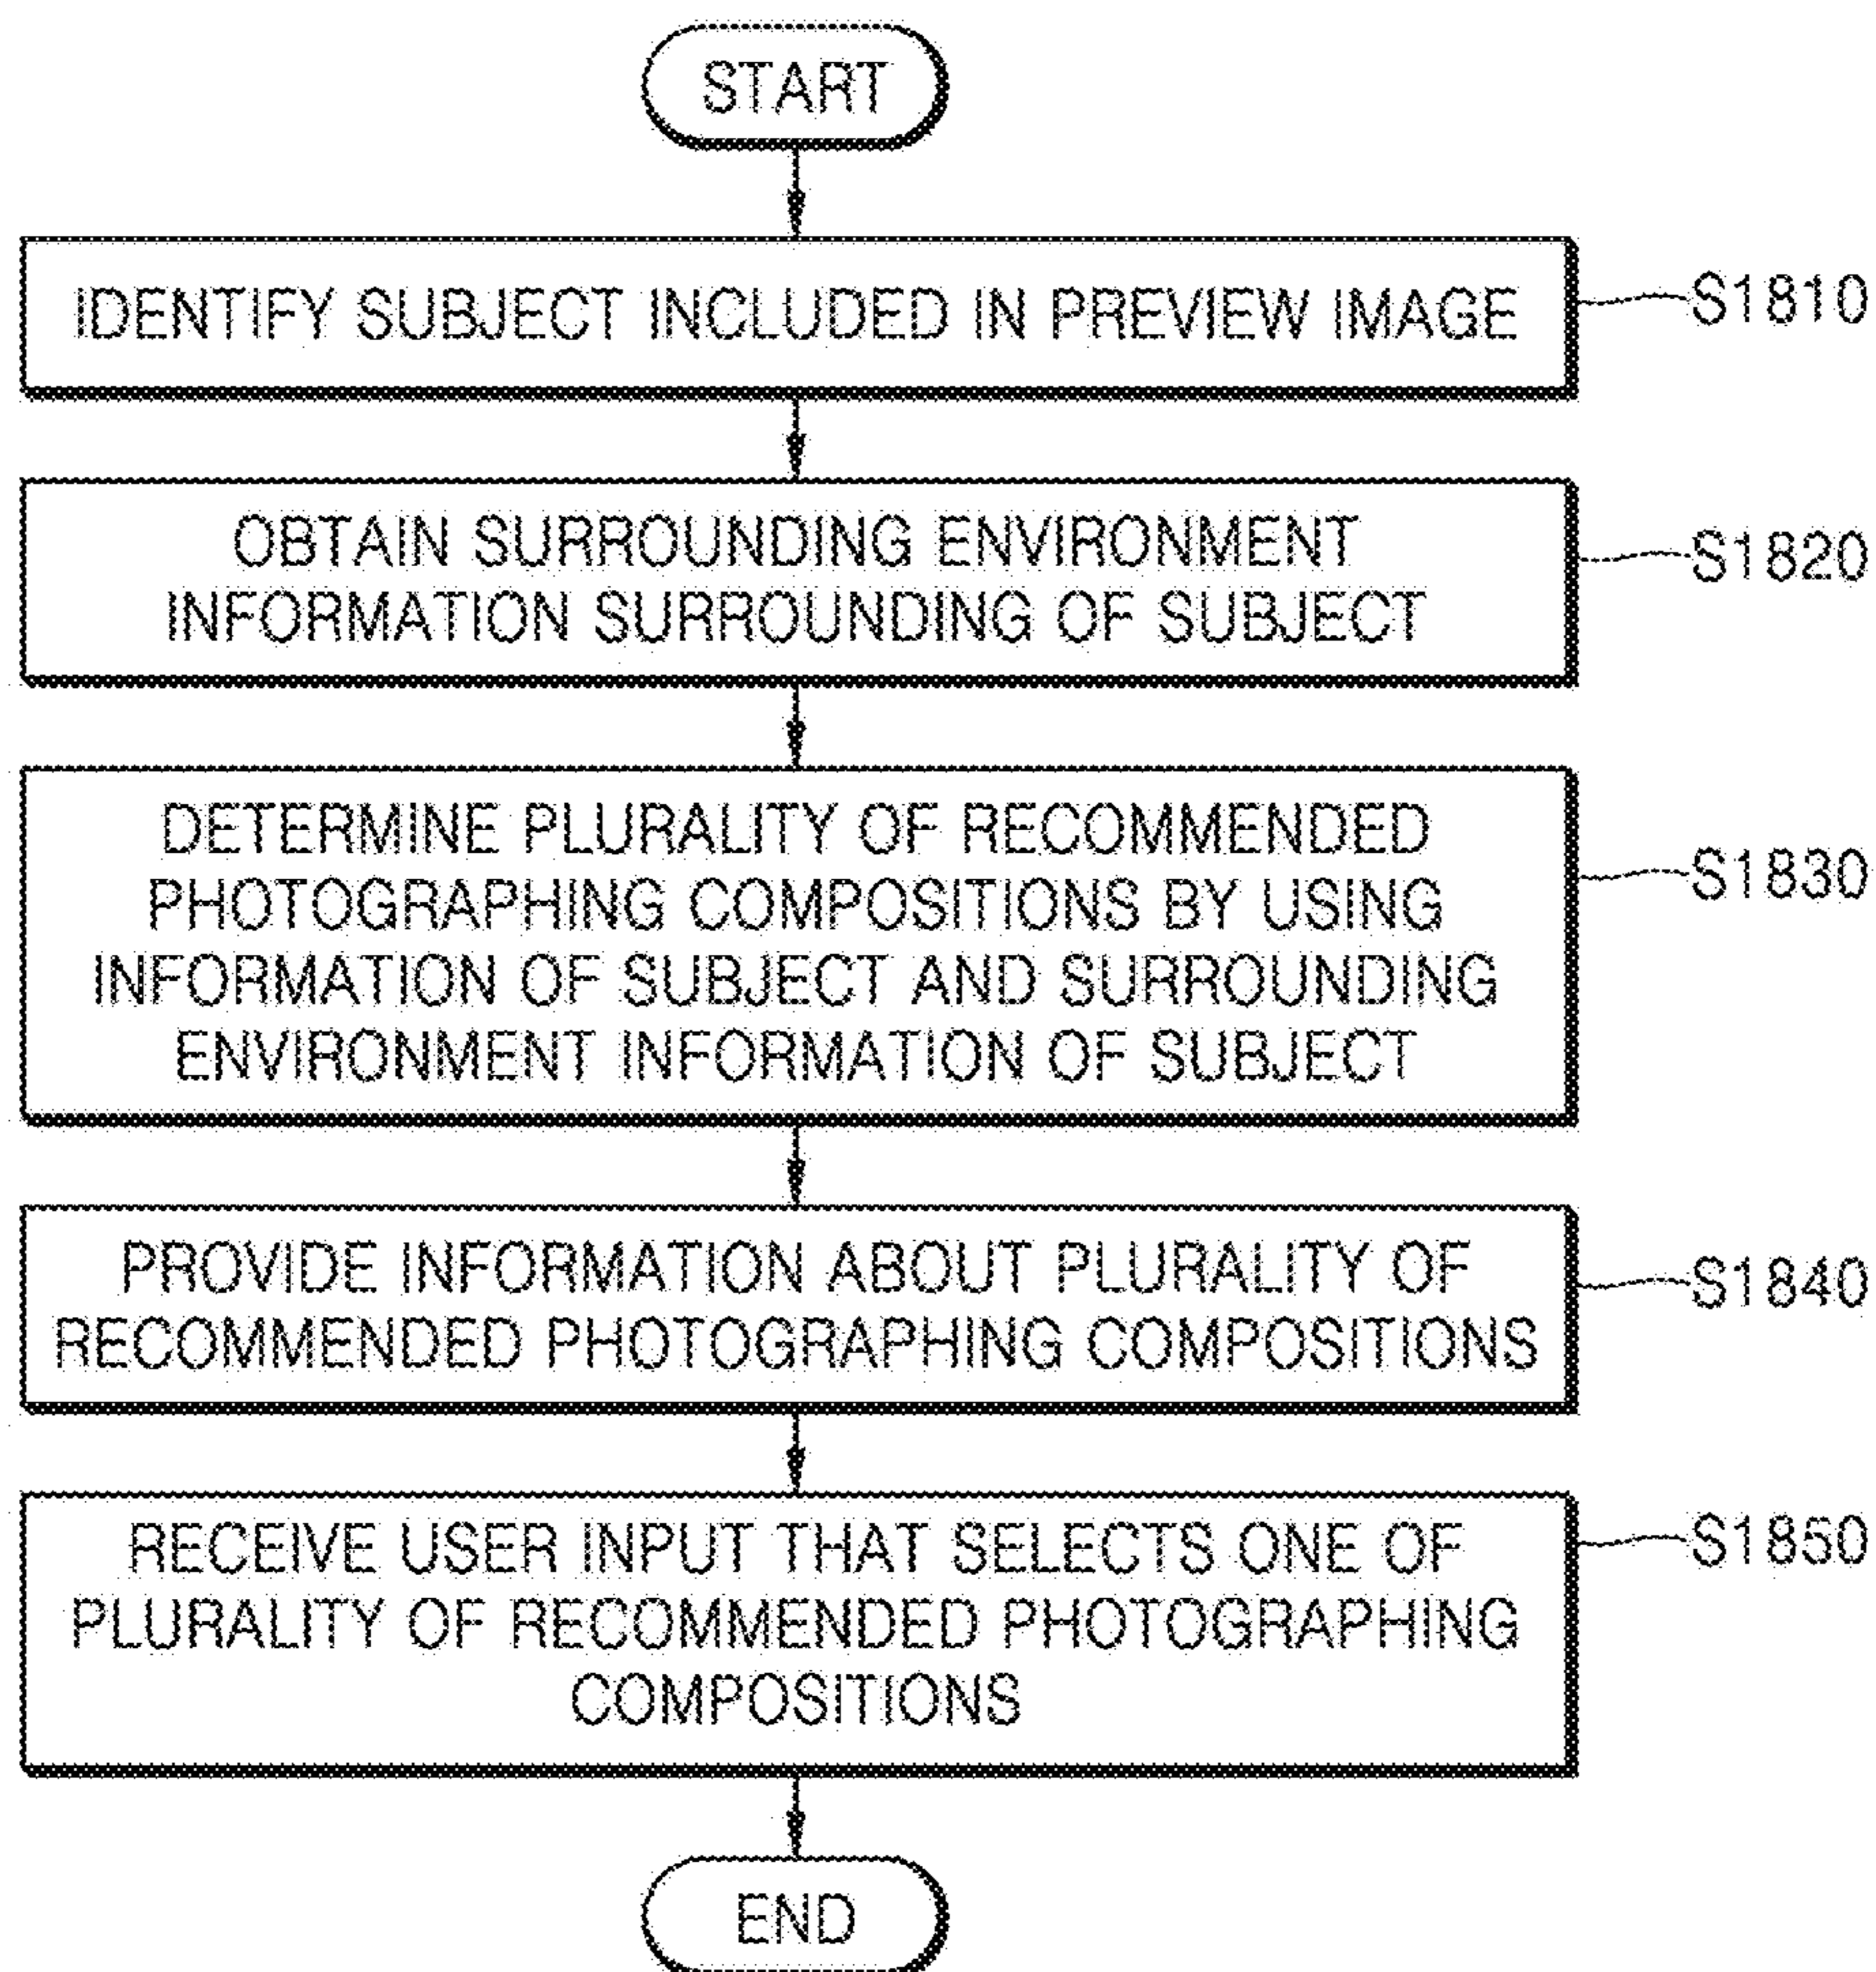 START
IDENTIFY SUBJECT INCLUDED IN PREVIEW IMAGE
S1810
OBTAIN SURROUNDING ENVIRONMENT
INFORMATION SURROUNDING OF SUBJECT
S1820
DETERMINE PLURALITY OF RECOMMENDED
PHOTOGRAPHING COMPOSITIONS BY USING
INFORMATION OF SUBJECT AND SURROUNDING
ENVIRONMENT INFORMATION OF SUBJECT
S1830
PROVIDE INFORMATION ABOUT PLURALITY OF
RECOMMENDED PHOTOGRAPHING COMPOSITIONS
S1840
RECEIVE USER INPUT THAT SELECTS ONE OF
PLURALITY OF RECOMMENDED PHOTOGRAPHING
COMPOSITIONS
S1850
END